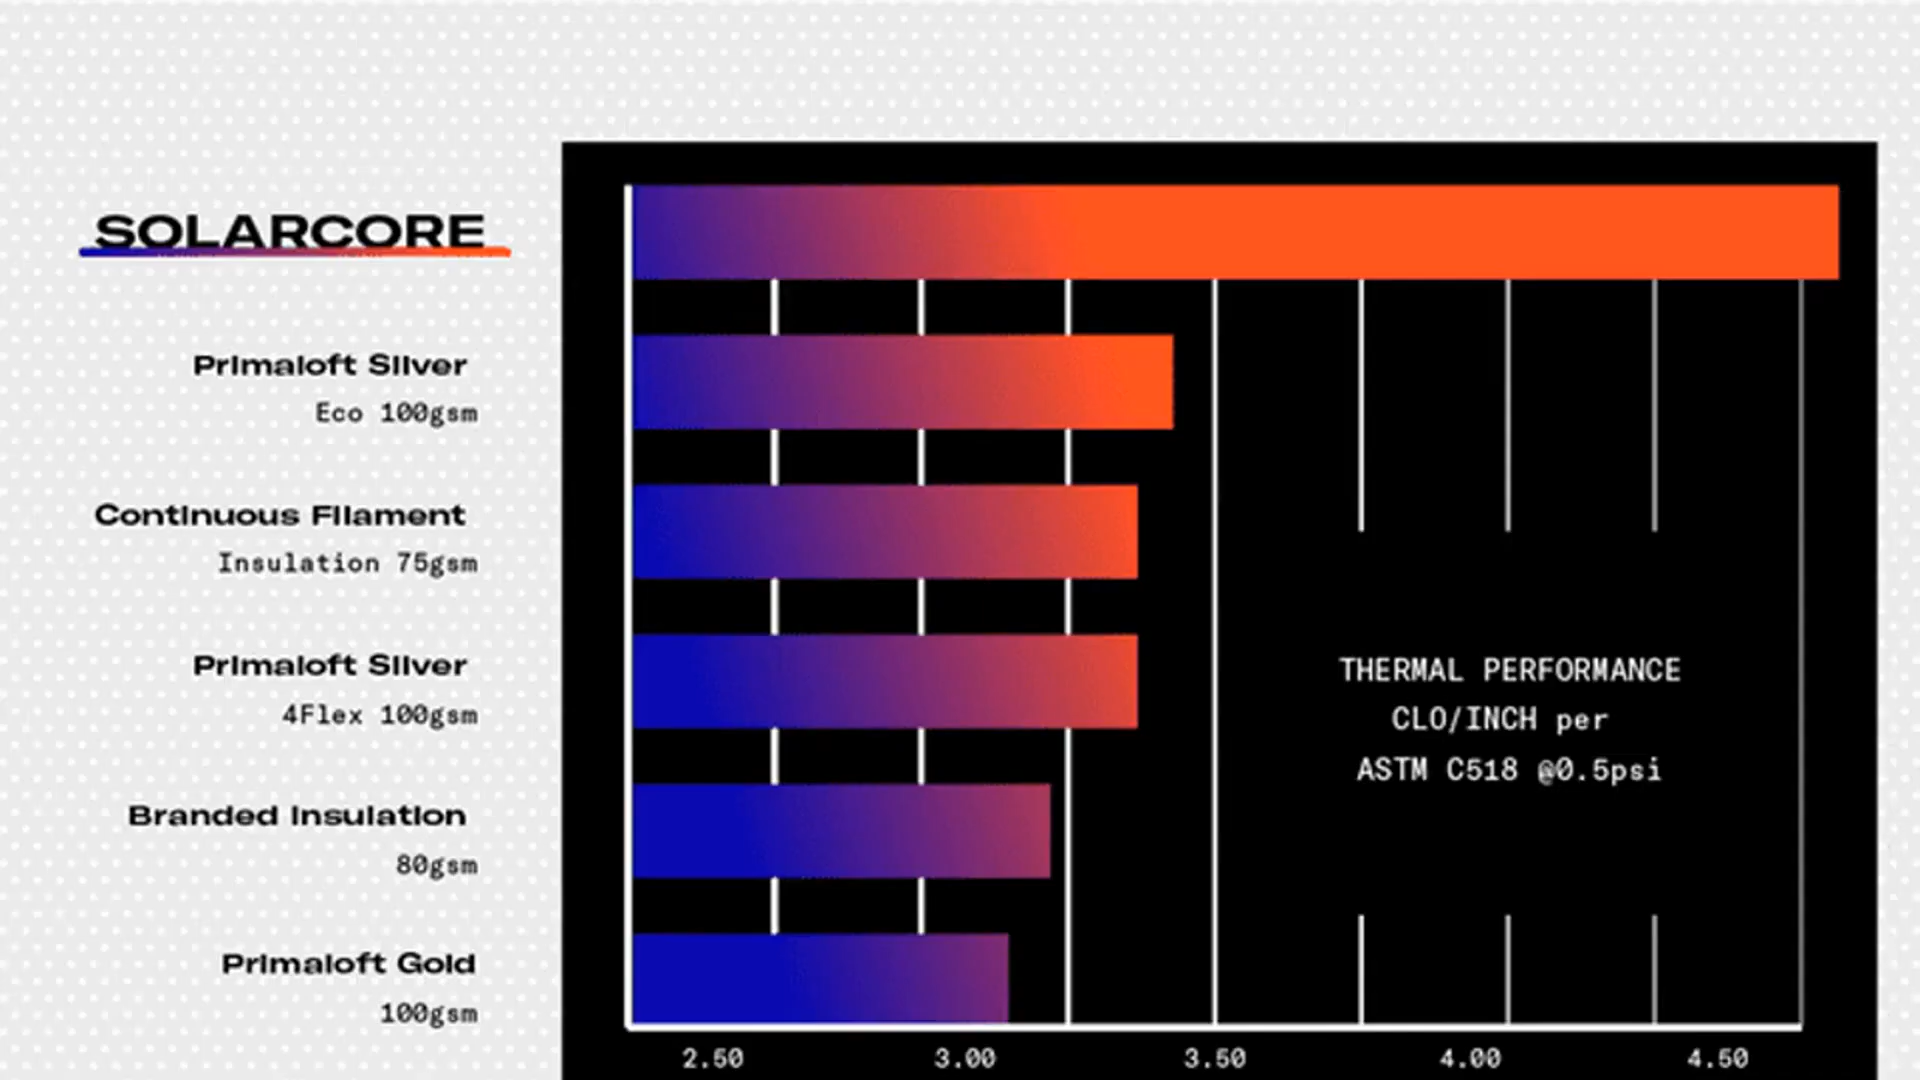 SOLARCORE
Primaloft Silver
Eco 100gsm
Continuous Filament
Insulation 75gsm
Primaloft Silver
4Flex 100gsm
Branded Insulation
80gsm
Primaloft Gold
100gsm
THERMAL PERFORMANCE
CLO/INCH per
ASTM C518 @0.5psi
2.50 3.00 3.50 4.00 4.50